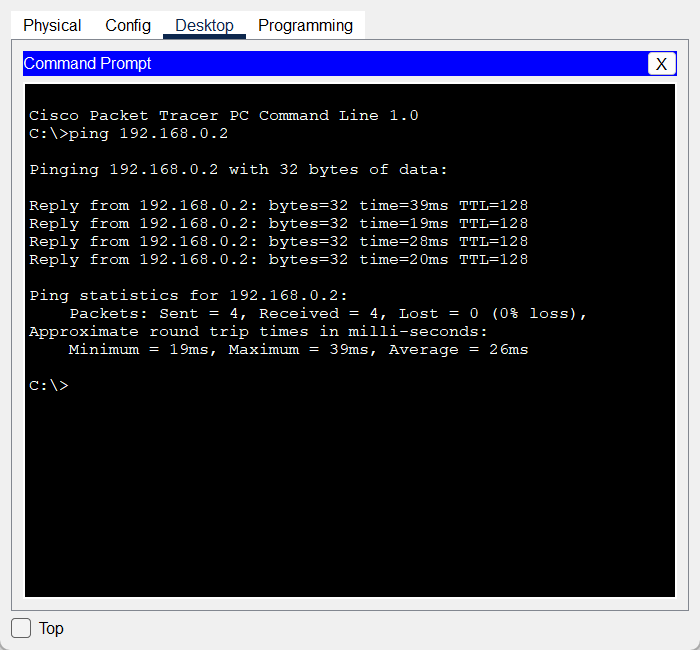 Physical Config Desktop Programming
Command Prompt X
Cisco Packet Tracer PC Command Line 1.0
C:\>ping 192.168.0.2
Pinging 192.168.0.2 with 32 bytes of data:
Reply from 192.168.0.2: bytes=32 time=39ms TTL=128
Reply from 192.168.0.2: bytes=32 time=19ms TTL=128
Reply from 192.168.0.2: bytes=32 time=28ms TTL=128
Reply from 192.168.0.2: bytes=32 time=20ms TTL=128
Ping statistics for 192.168.0.2:
    Packets: Sent = 4, Received = 4, Lost = 0 (0% loss),
Approximate round trip times in milli-seconds:
    Minimum = 19ms, Maximum = 39ms, Average = 26ms
C:\>
Top